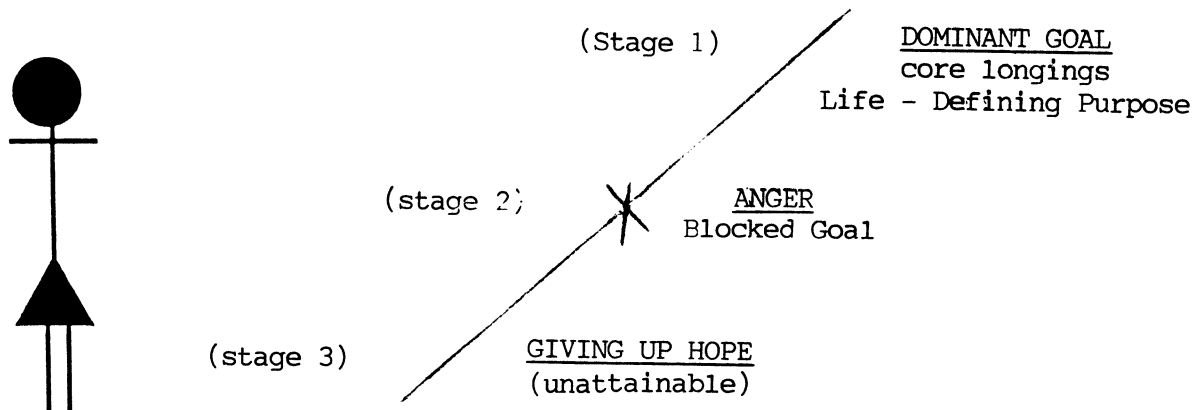 (Stage 1)
DOMINANT GOAL
core longings
Life - Defining Purpose
(stage 2)
ANGER
Blocked Goal
(stage 3)
GIVING UP HOPE
(unattainable)